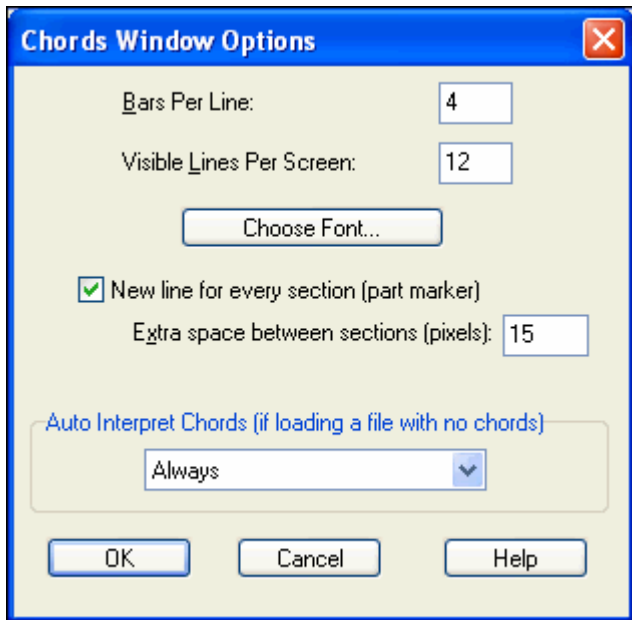 Chords Window Options
Bars Per Line: 4
Visible Lines Per Screen: 12
Choose Font...
New line for every section (part marker)
Extra space between sections (pixels): 15
Auto Interpret Chords (if loading a file with no chords)
Always
OK Cancel Help